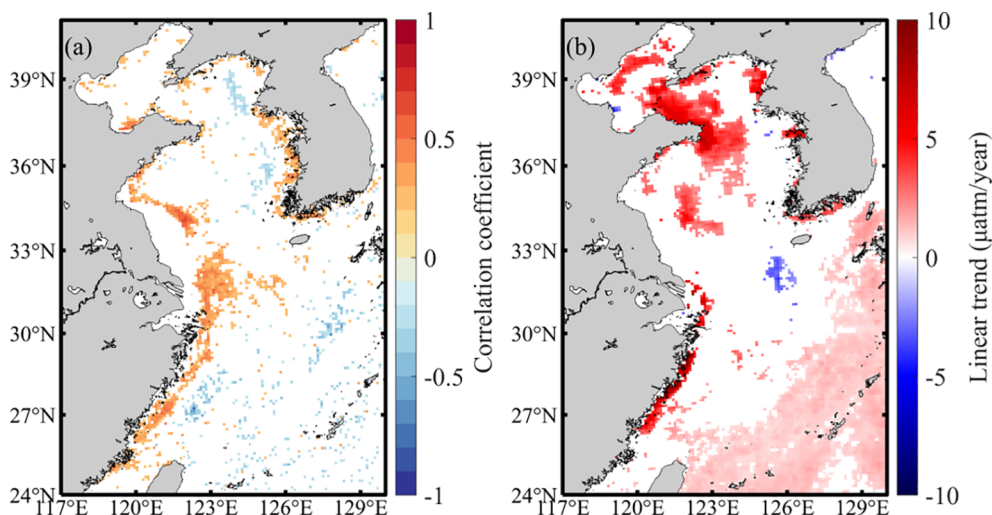 (a)
39°N
36°N
33°N
30°N
27°N
24°N
117°E
120°E
123°E
126°E
129°E
1
0.5
0
-0.5
-1
Correlation coefficient
(b)
39°N
36°N
33°N
30°N
27°N
24°N
117°E
120°E
123°E
126°E
129°E
10
5
0
-5
-10
Linear trend (μatm/year)